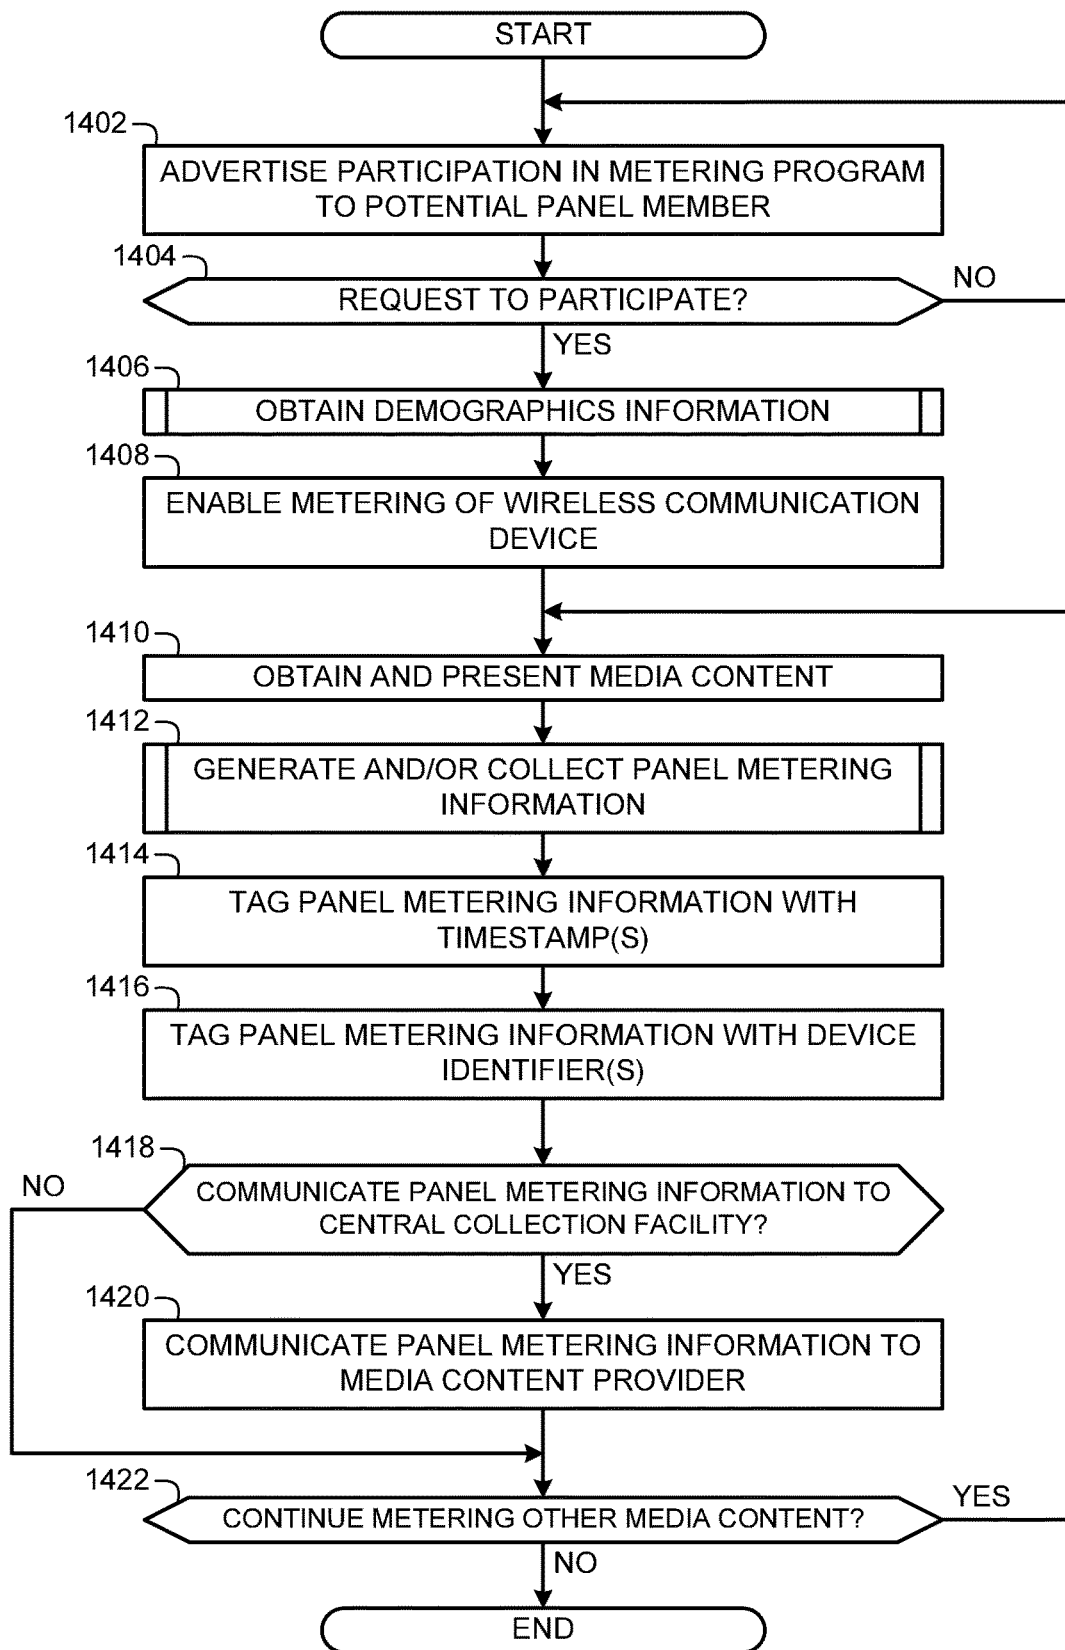 START
1402
ADVERTISE PARTICIPATION IN METERING PROGRAM
TO POTENTIAL PANEL MEMBER
1404
REQUEST TO PARTICIPATE?
NO
YES
1406
OBTAIN DEMOGRAPHICS INFORMATION
1408
ENABLE METERING OF WIRELESS COMMUNICATION
DEVICE
1410
OBTAIN AND PRESENT MEDIA CONTENT
1412
GENERATE AND/OR COLLECT PANEL METERING
INFORMATION
1414
TAG PANEL METERING INFORMATION WITH
TIMESTAMP(S)
1416
TAG PANEL METERING INFORMATION WITH DEVICE
IDENTIFIER(S)
1418
NO
COMMUNICATE PANEL METERING INFORMATION TO
CENTRAL COLLECTION FACILITY?
YES
1420
COMMUNICATE PANEL METERING INFORMATION TO
MEDIA CONTENT PROVIDER
1422
CONTINUE METERING OTHER MEDIA CONTENT?
YES
NO
END